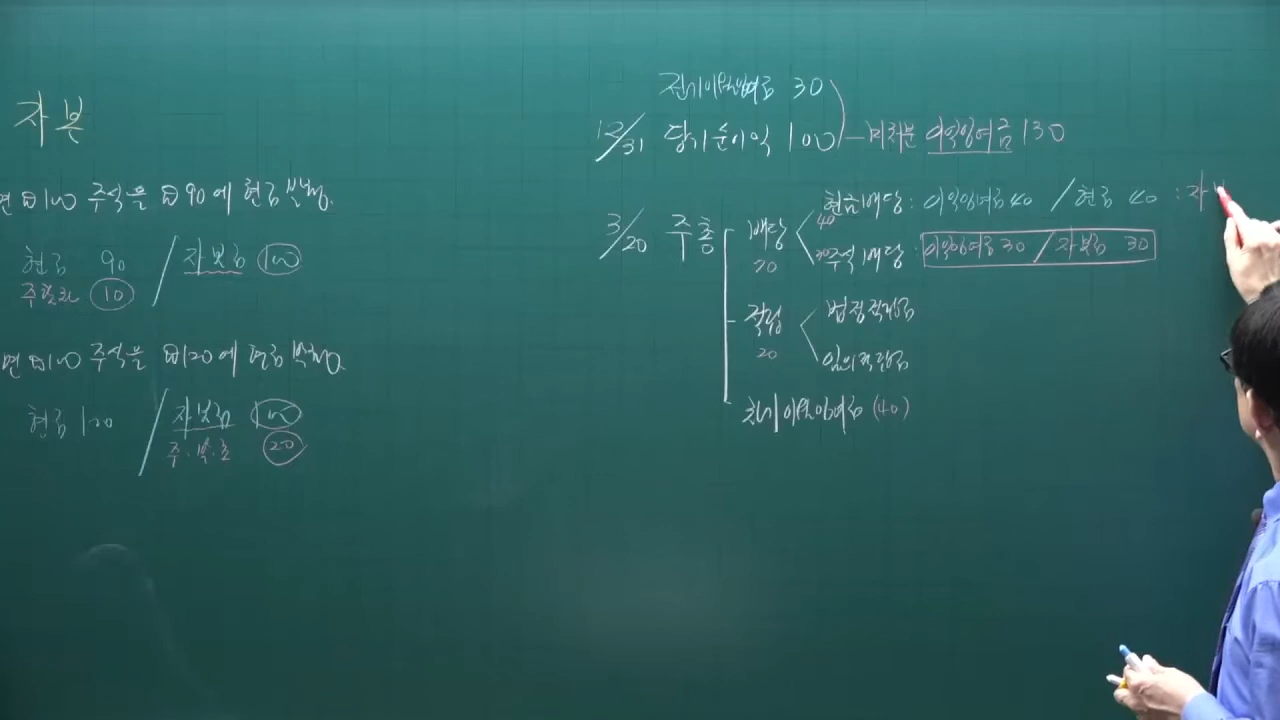 자본
면 @100 주식을 @90에 현금발행.
현금 90 / 자본금 100
주.할.차 10
면 @100 주식을 @120에 현금발행.
현금 120 / 자본금 100
주.발.초 20
전기이월이익잉여금 30
12/31 당기순이익 100 — 미처분 이익잉여금 130
3/20 주총
배당 70
현금배당: 이익잉여금 40 / 현금 40 : 자
40
30 주식배당: 이익잉여금 30 / 자본금 30
적립 20
법정적립금
임의적립금
차기이월이익잉여금 (40)